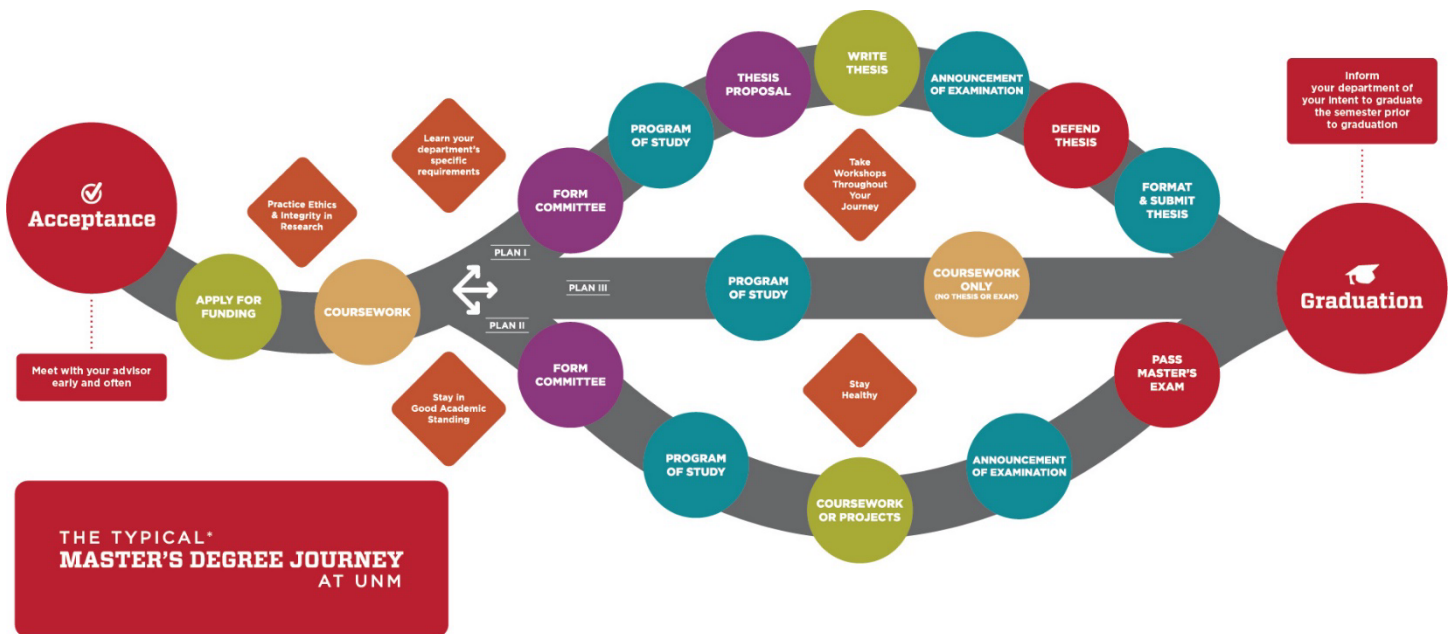 Acceptance
Meet with your advisor
early and often
APPLY FOR
FUNDING
Practice Ethics
& Integrity in
Research
COURSEWORK
Learn your
department's
specific
requirements
Stay in
Good Academic
Standing
PLAN I
FORM
COMMITTEE
PROGRAM
OF STUDY
THESIS
PROPOSAL
WRITE
THESIS
ANNOUNCEMENT
OF EXAMINATION
DEFEND
THESIS
FORMAT
& SUBMIT
THESIS
Take
Workshops
Throughout
Your
Journey
PLAN III
PROGRAM
OF STUDY
COURSEWORK
ONLY
(NO THESIS OR EXAM)
PLAN II
FORM
COMMITTEE
PROGRAM
OF STUDY
COURSEWORK
OR PROJECTS
ANNOUNCEMENT
OF EXAMINATION
PASS
MASTER'S
EXAM
Stay
Healthy
Inform
your department of
your intent to graduate
the semester prior
to graduation
Graduation
THE TYPICAL*
MASTER'S DEGREE JOURNEY
AT UNM